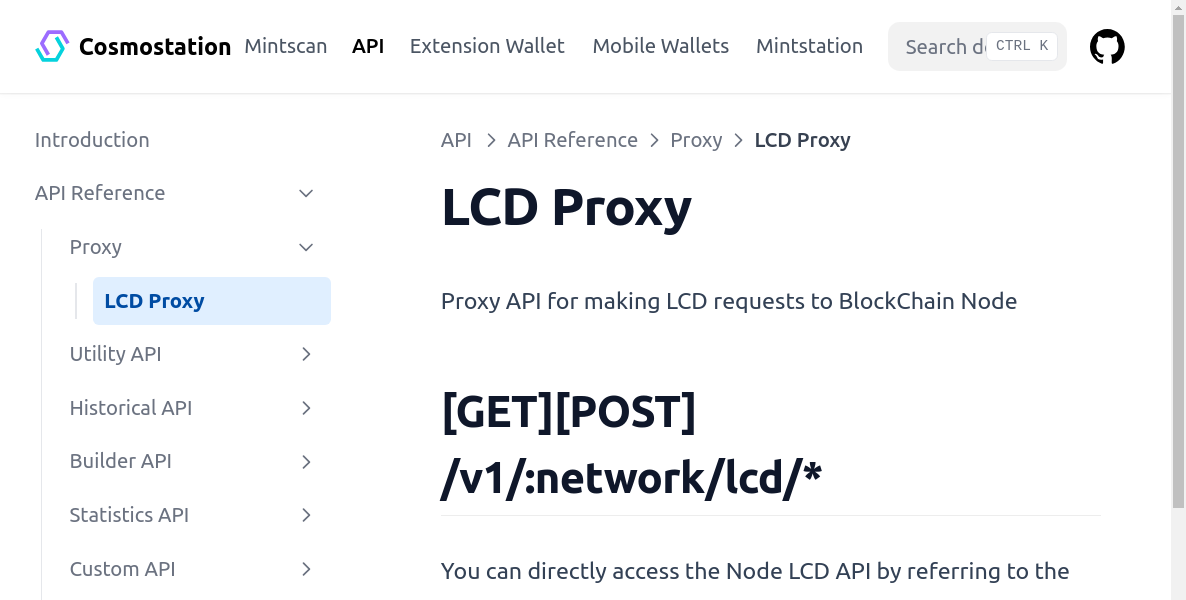 Cosmostation Mintscan API Extension Wallet Mobile Wallets Mintstation Search d CTRL K
Introduction
API Reference
Proxy
LCD Proxy
Utility API
Historical API
Builder API
Statistics API
Custom API
API > API Reference > Proxy > LCD Proxy
LCD Proxy
Proxy API for making LCD requests to BlockChain Node
[GET][POST]
/v1/:network/lcd/*
You can directly access the Node LCD API by referring to the